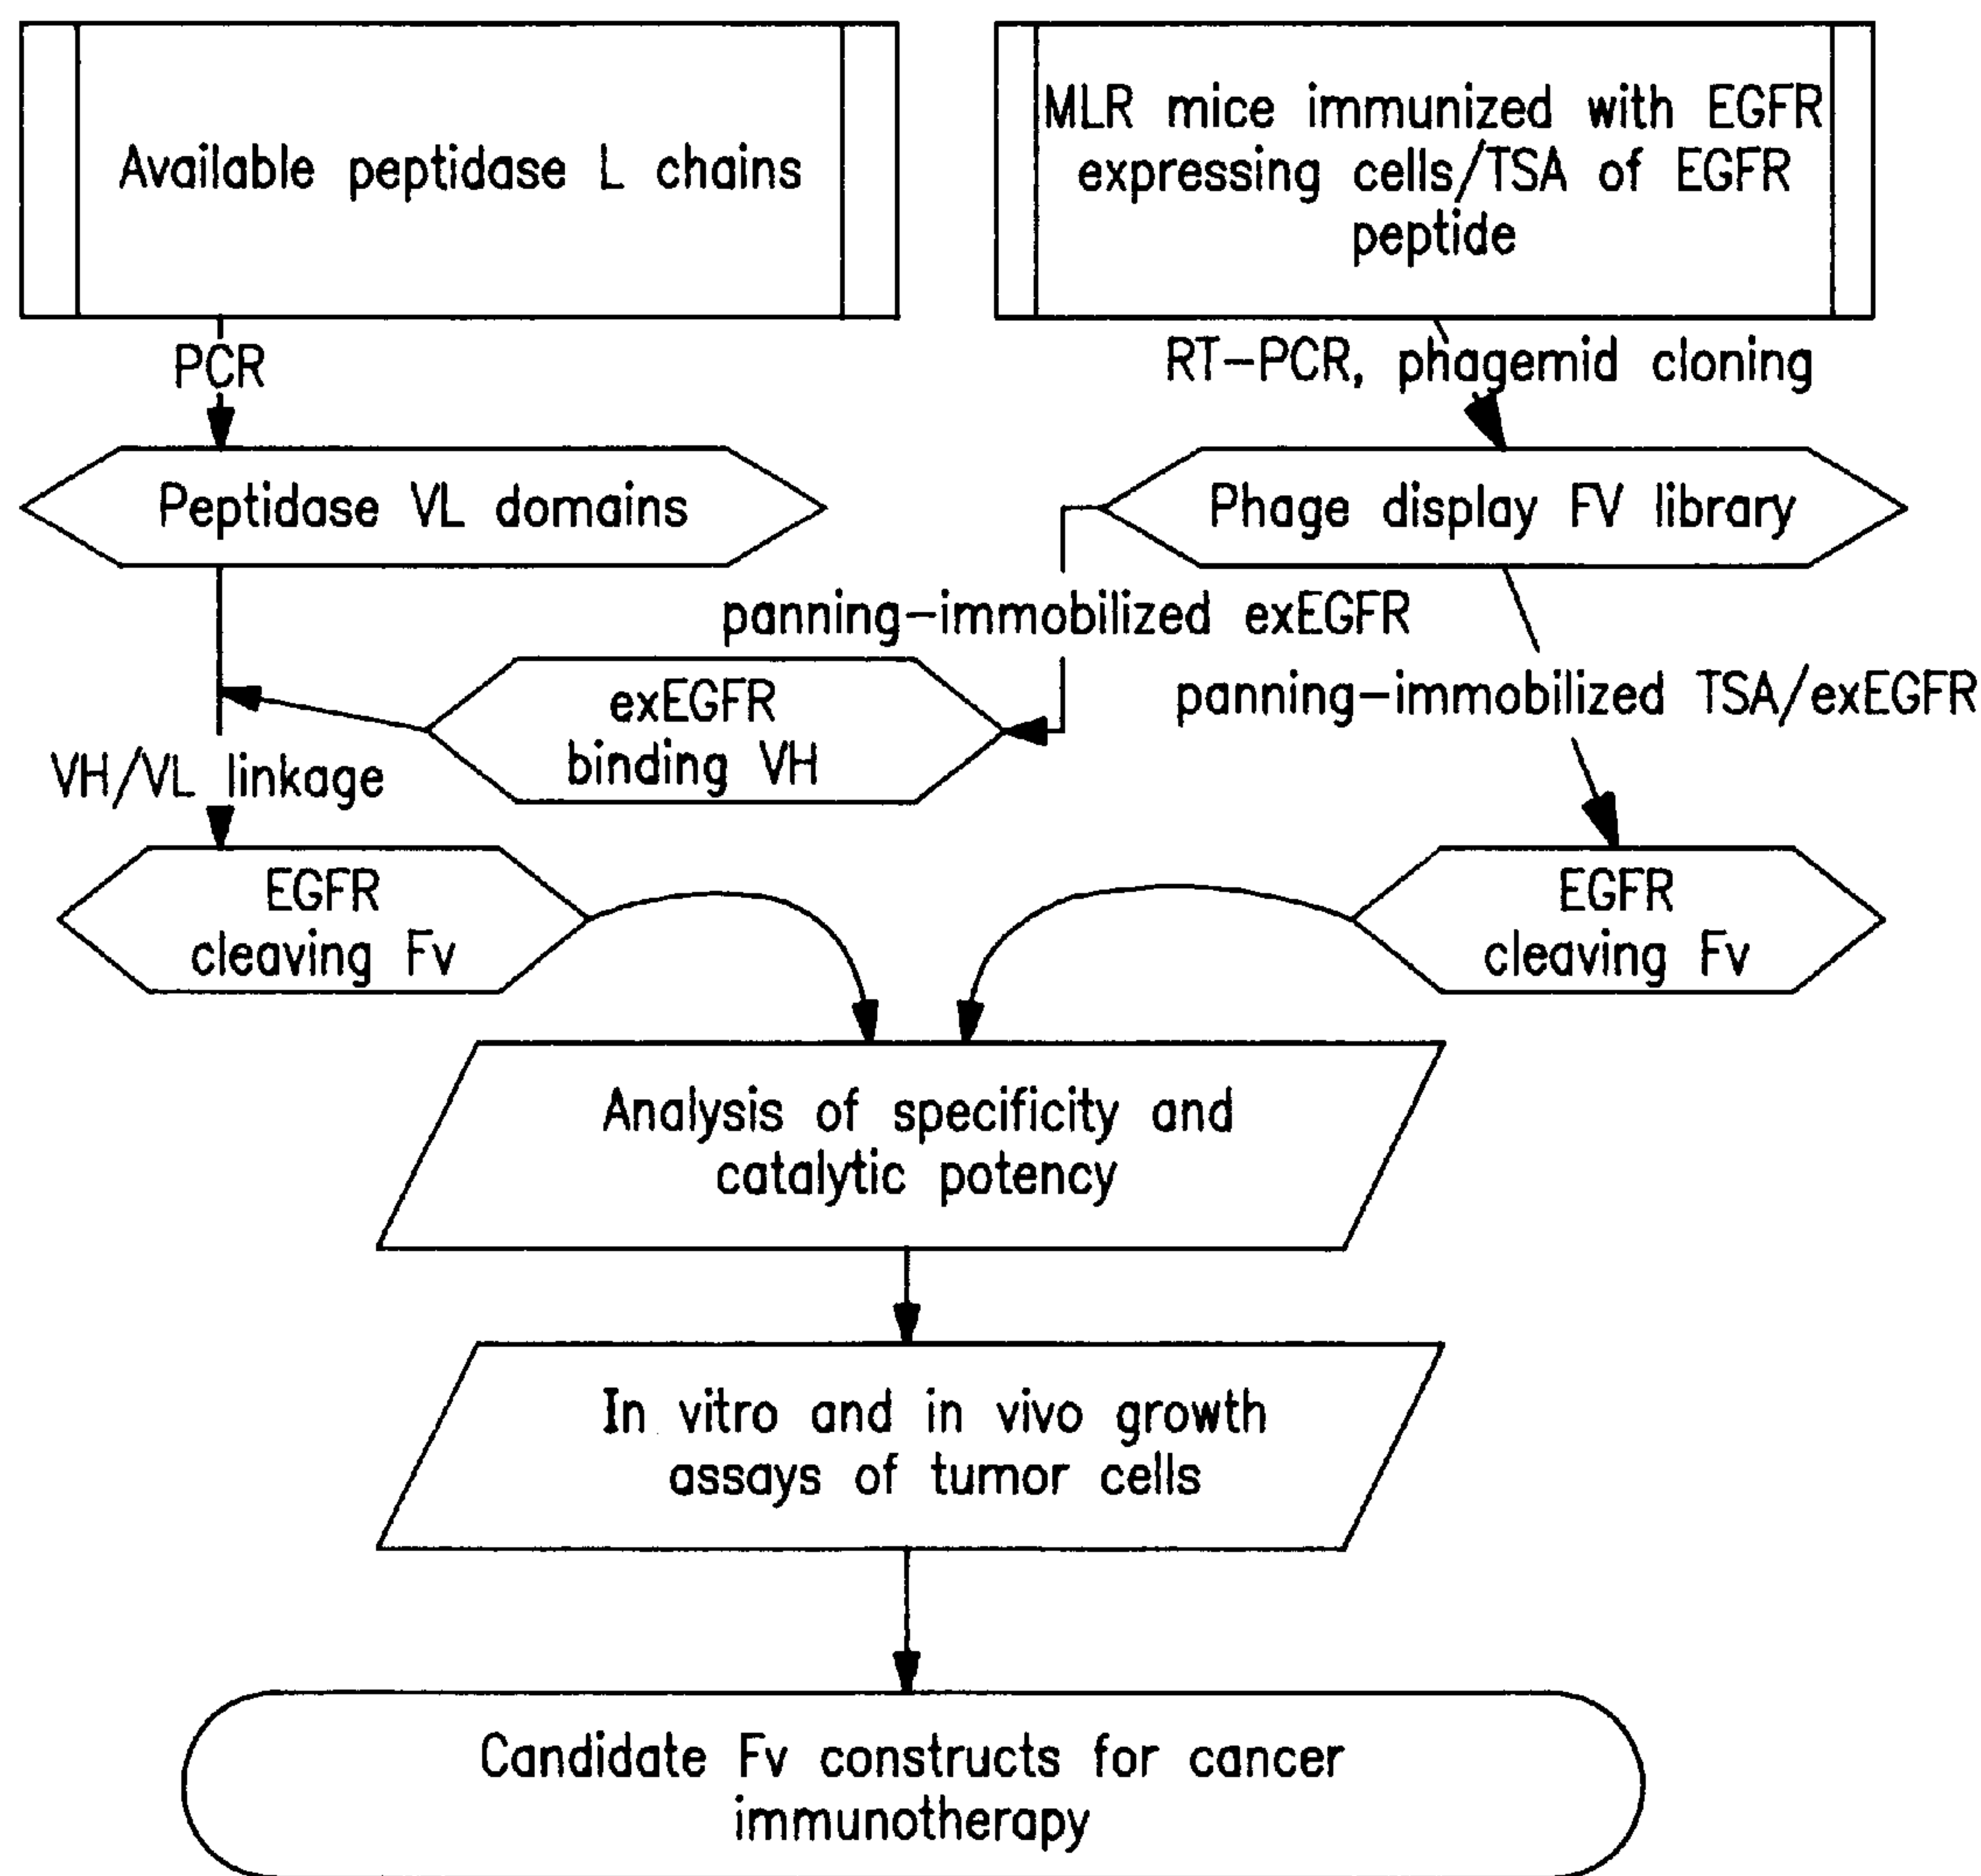 Available peptidase L chains
MLR mice immunized with EGFR
expressing cells/TSA of EGFR
peptide
PCR
RT-PCR, phagemid cloning
Peptidase VL domains
Phage display FV library
panning-immobilized exEGFR
exEGFR
binding VH
panning-immobilized TSA/exEGFR
VH/VL linkage
EGFR
cleaving Fv
EGFR
cleaving Fv
Analysis of specificity and
catalytic potency
In vitro and in vivo growth
assays of tumor cells
Candidate Fv constructs for cancer
immunotherapy